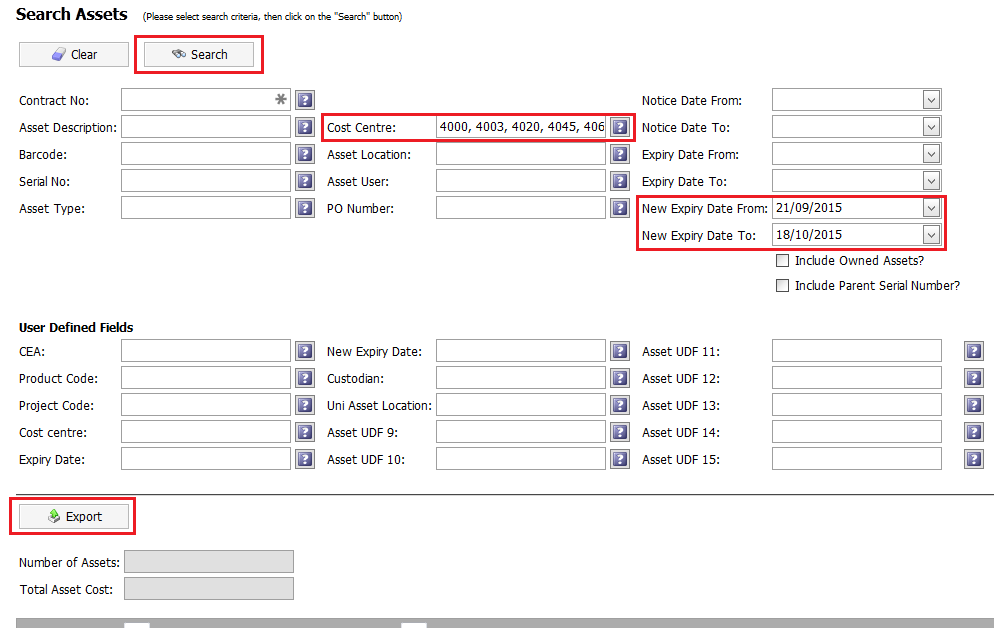 Search Assets (Please select search criteria, then click on the "Search" button)
Clear Search
Contract No: * Notice Date From:
Asset Description: Cost Centre: 4000, 4003, 4020, 4045, 406 Notice Date To:
Barcode: Asset Location: Expiry Date From:
Serial No: Asset User: Expiry Date To:
Asset Type: PO Number: New Expiry Date From: 21/09/2015
New Expiry Date To: 18/10/2015
Include Owned Assets?
Include Parent Serial Number?
User Defined Fields
CEA: New Expiry Date: Asset UDF 11:
Product Code: Custodian: Asset UDF 12:
Project Code: Uni Asset Location: Asset UDF 13:
Cost centre: Asset UDF 9: Asset UDF 14:
Expiry Date: Asset UDF 10: Asset UDF 15:
Export
Number of Assets:
Total Asset Cost: